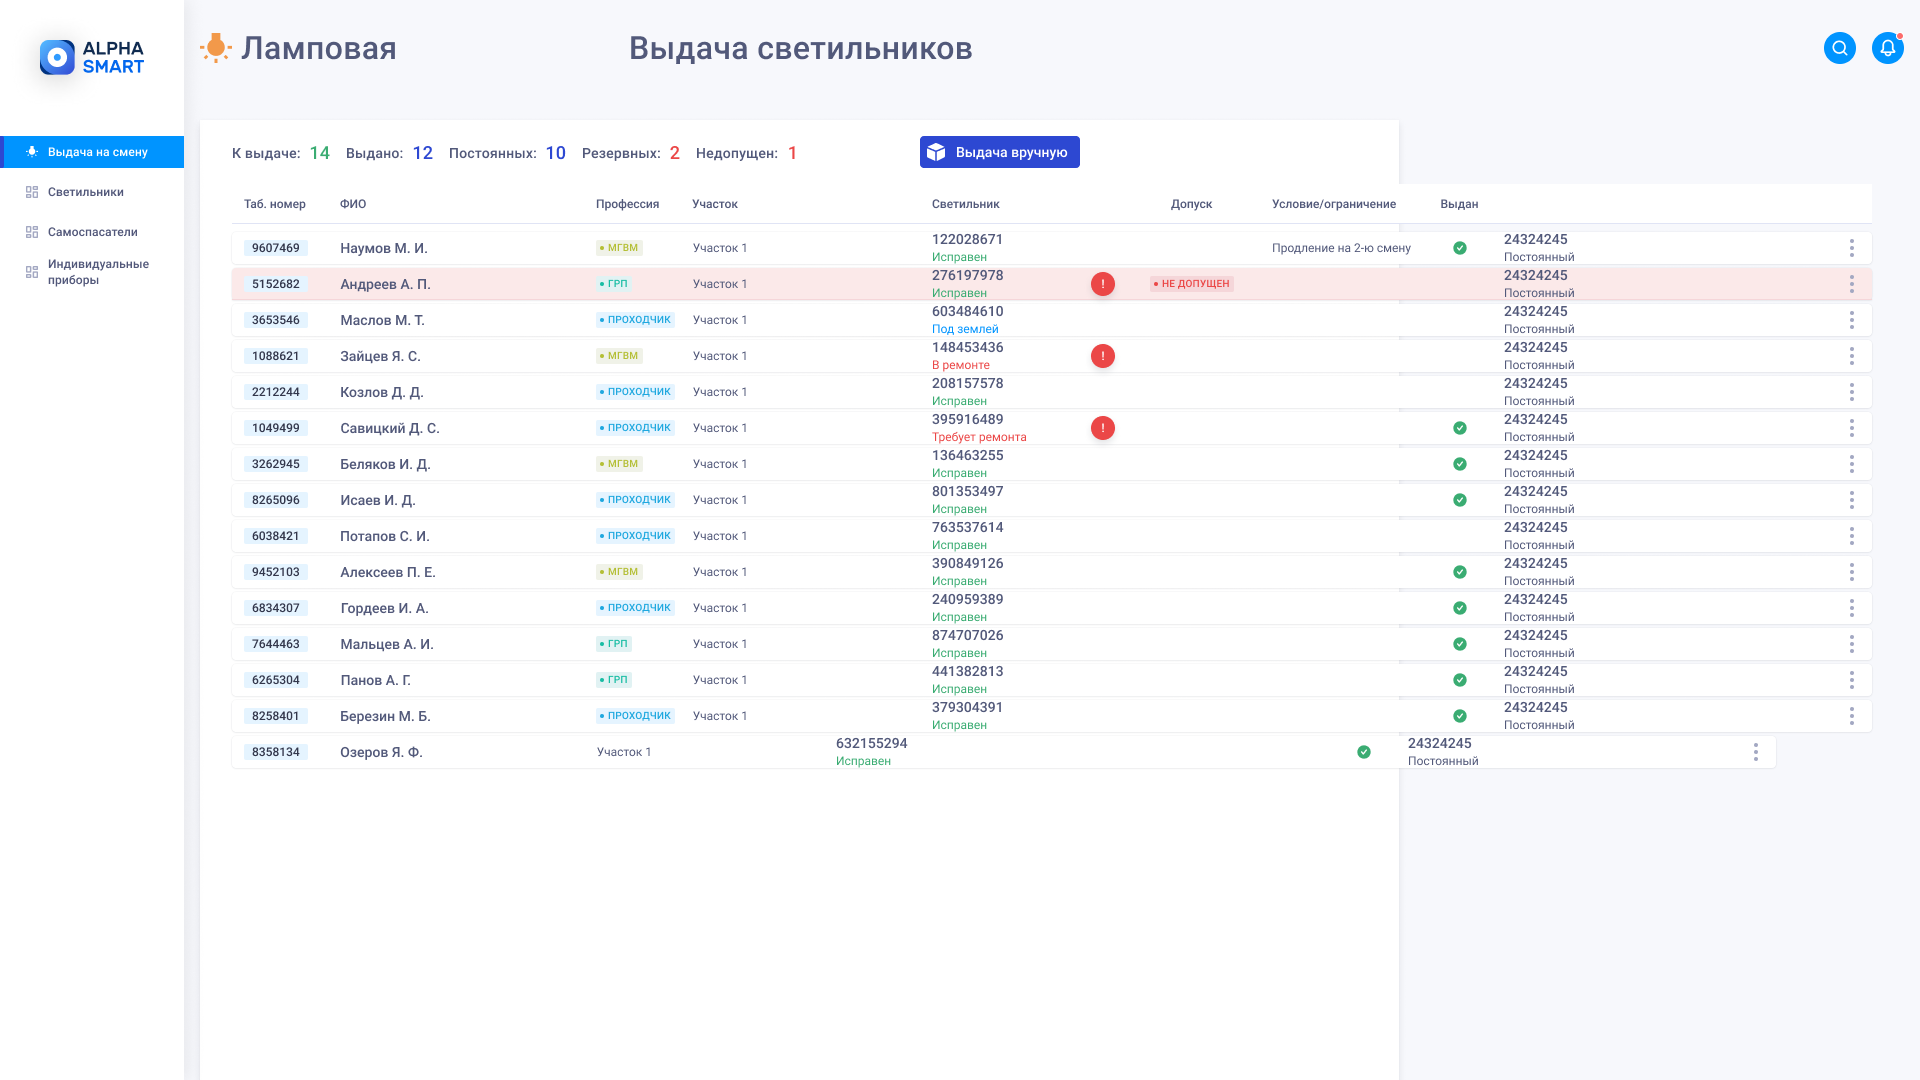 ALPHA
SMART
Ламповая
Выдача светильников
Выдача на смену
Светильники
Самоспасатели
Индивидуальные
приборы
К выдаче: 14 Выдано: 12 Постоянных: 10 Резервных: 2 Недопущен: 1
Выдача вручную
Таб. номер ФИО Профессия Участок Светильник Допуск Условие/ограничение Выдан
9607469 Наумов М. И. МГВМ Участок 1 122028671 Исправен Продление на 2-ю смену 24324245 Постоянный
5152682 Андреев А. П. ГРП Участок 1 276197978 Исправен ! НЕ ДОПУЩЕН 24324245 Постоянный
3653546 Маслов М. Т. ПРОХОДЧИК Участок 1 603484610 Под землей 24324245 Постоянный
1088621 Зайцев Я. С. МГВМ Участок 1 148453436 В ремонте ! 24324245 Постоянный
2212244 Козлов Д. Д. ПРОХОДЧИК Участок 1 208157578 Исправен 24324245 Постоянный
1049499 Савицкий Д. С. ПРОХОДЧИК Участок 1 395916489 Требует ремонта ! 24324245 Постоянный
3262945 Беляков И. Д. МГВМ Участок 1 136463255 Исправен 24324245 Постоянный
8265096 Исаев И. Д. ПРОХОДЧИК Участок 1 801353497 Исправен 24324245 Постоянный
6038421 Потапов С. И. ПРОХОДЧИК Участок 1 763537614 Исправен 24324245 Постоянный
9452103 Алексеев П. Е. МГВМ Участок 1 390849126 Исправен 24324245 Постоянный
6834307 Гордеев И. А. ПРОХОДЧИК Участок 1 240959389 Исправен 24324245 Постоянный
7644463 Мальцев А. И. ГРП Участок 1 874707026 Исправен 24324245 Постоянный
6265304 Панов А. Г. ГРП Участок 1 441382813 Исправен 24324245 Постоянный
8258401 Березин М. Б. ПРОХОДЧИК Участок 1 379304391 Исправен 24324245 Постоянный
8358134 Озеров Я. Ф. Участок 1 632155294 Исправен 24324245 Постоянный